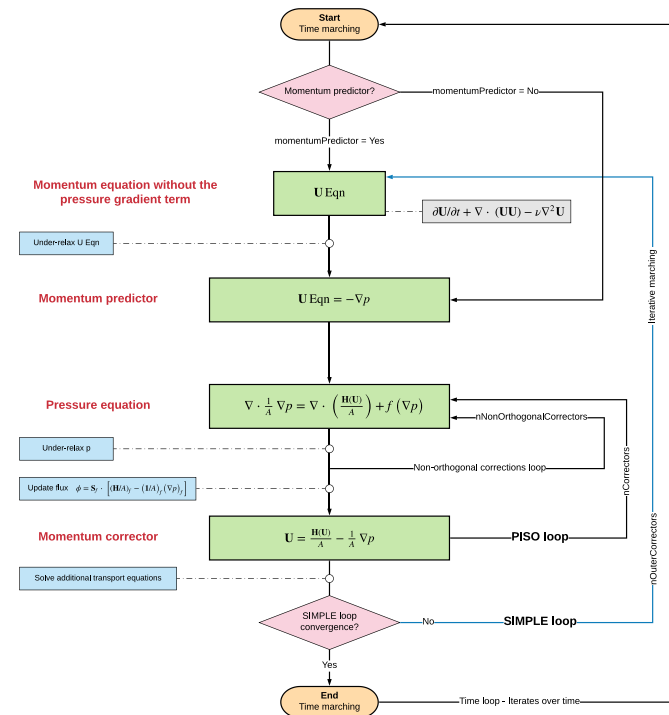 Start
Time marching
Momentum predictor?
momentumPredictor = No
momentumPredictor = Yes
Momentum equation without the
pressure gradient term
U Eqn
∂U/∂t + ∇ · (UU) − ν∇²U
Under-relax U Eqn
Iterative marching
Momentum predictor
U Eqn = −∇p
Pressure equation
∇ · 1/A ∇p = ∇ · (H(U)/A) + f (∇p)
nNonOrthogonalCorrectors
Under-relax p
Non-orthogonal corrections loop
nCorrectors
Update flux ϕ = S_f · [(H/A)_f − (1/A)_f (∇p)_f]
Momentum corrector
U = H(U)/A − 1/A ∇p
PISO loop
nOuterCorrectors
Solve additional transport equations
SIMPLE loop
convergence?
No
SIMPLE loop
Yes
End
Time marching
Time loop - Iterates over time